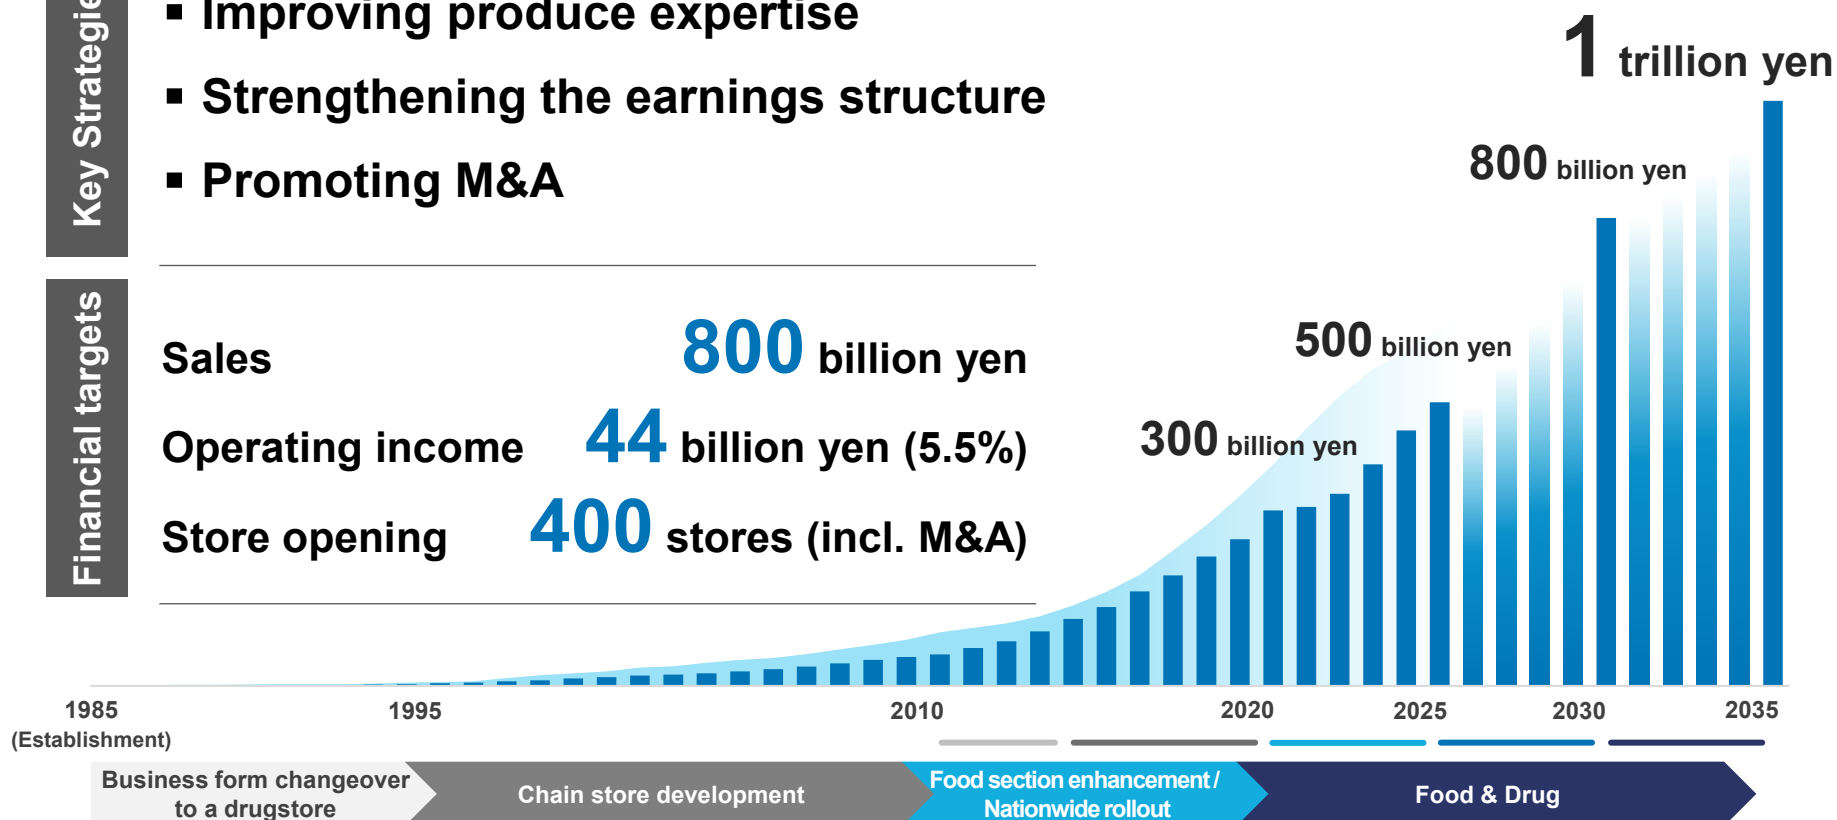 Key Strategie
▪ Improving produce expertise
▪ Strengthening the earnings structure
▪ Promoting M&A
Financial targets
Sales 800 billion yen
Operating income 44 billion yen (5.5%)
Store opening 400 stores (incl. M&A)
1 trillion yen
800 billion yen
500 billion yen
300 billion yen
1985 1995 2010 2020 2025 2030 2035
(Establishment)
Business form changeover
to a drugstore
Chain store development
Food section enhancement /
Nationwide rollout
Food & Drug